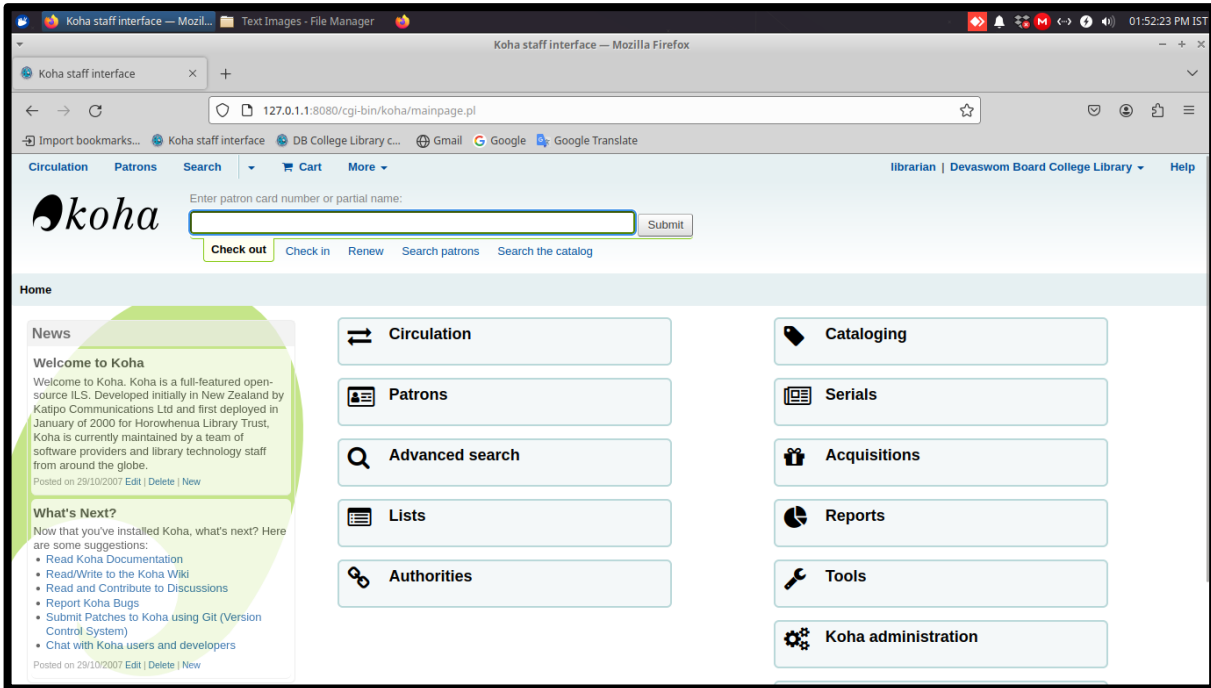 Koha staff interface — Mozil...
Text Images - File Manager
01:52:23 PM IST
Koha staff interface — Mozilla Firefox
Koha staff interface
127.0.1.1:8080/cgi-bin/koha/mainpage.pl
Import bookmarks...
Koha staff interface
DB College Library c...
Gmail
Google
Google Translate
Circulation
Patrons
Search
Cart
More
librarian | Devaswom Board College Library
Help
koha
Enter patron card number or partial name:
Submit
Check out
Check in
Renew
Search patrons
Search the catalog
Home
News
Welcome to Koha
Welcome to Koha. Koha is a full-featured open-
source ILS. Developed initially in New Zealand by
Katipo Communications Ltd and first deployed in
January of 2000 for Horowhenua Library Trust,
Koha is currently maintained by a team of
software providers and library technology staff
from around the globe.
Posted on 29/10/2007 Edit | Delete | New
What's Next?
Now that you've installed Koha, what's next? Here
are some suggestions:
• Read Koha Documentation
• Read/Write to the Koha Wiki
• Read and Contribute to Discussions
• Report Koha Bugs
• Submit Patches to Koha using Git (Version
Control System)
• Chat with Koha users and developers
Posted on 29/10/2007 Edit | Delete | New
Circulation
Patrons
Advanced search
Lists
Authorities
Cataloging
Serials
Acquisitions
Reports
Tools
Koha administration